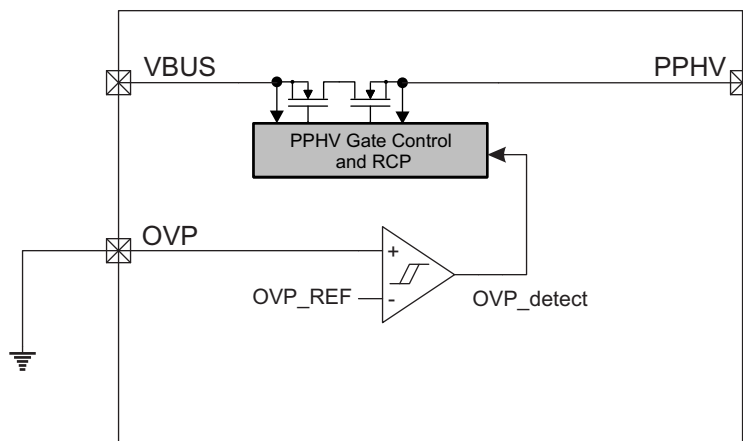 VBUS
PPHV
PPHV Gate Control
and RCP
OVP
+
OVP_REF
-
OVP_detect